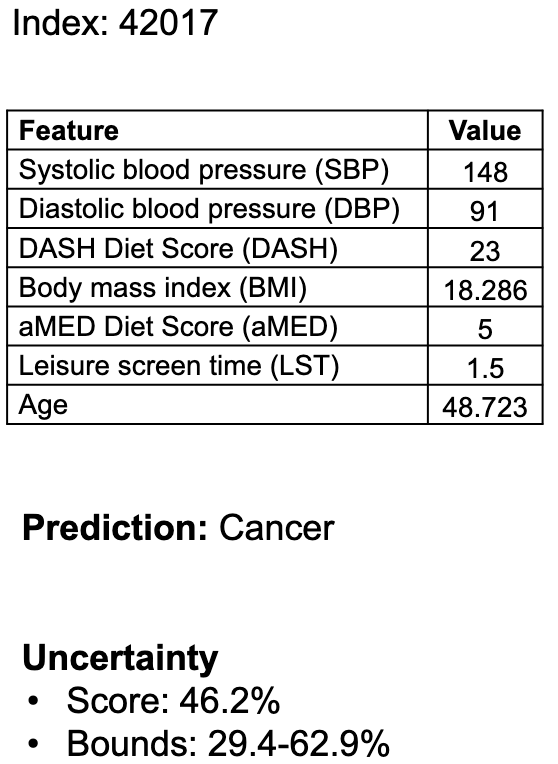 Index: 42017
Feature Value
Systolic blood pressure (SBP) 148
Diastolic blood pressure (DBP) 91
DASH Diet Score (DASH) 23
Body mass index (BMI) 18.286
aMED Diet Score (aMED) 5
Leisure screen time (LST) 1.5
Age 48.723
Prediction: Cancer
Uncertainty
• Score: 46.2%
• Bounds: 29.4-62.9%